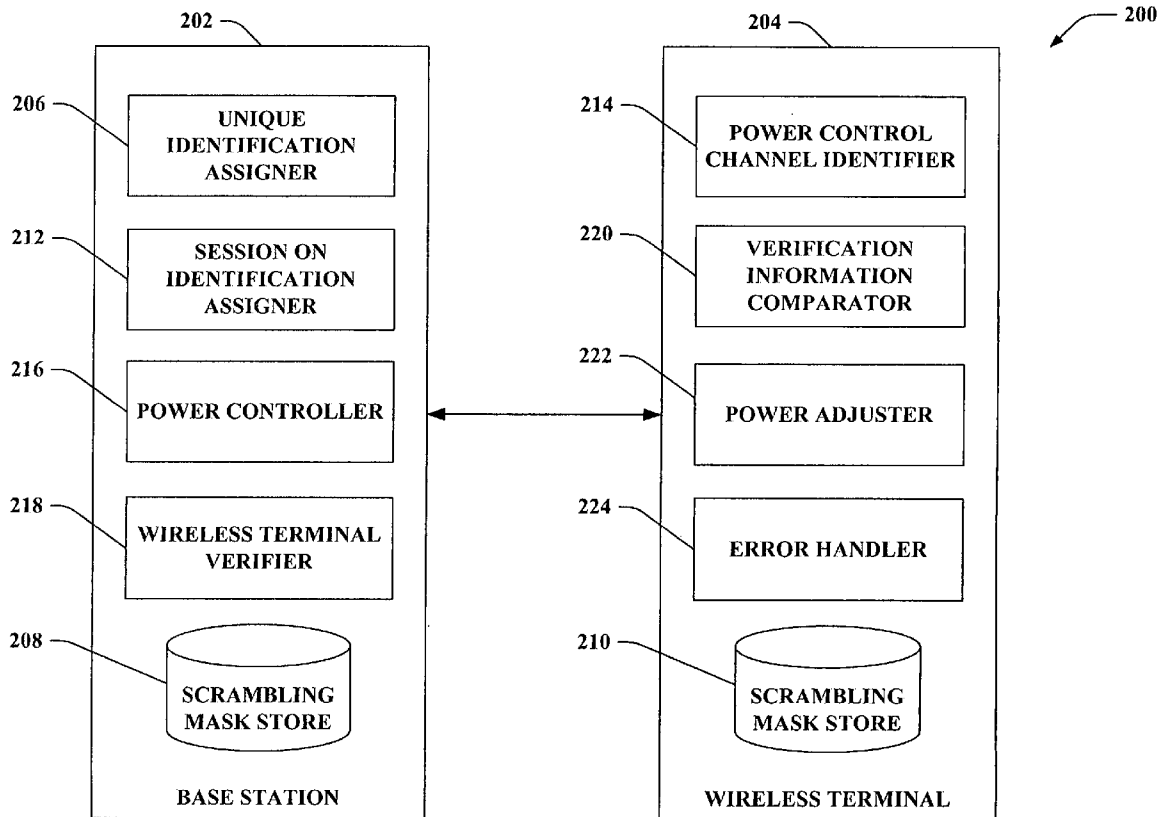 200
202
204
206
UNIQUE
IDENTIFICATION
ASSIGNER
212
SESSION ON
IDENTIFICATION
ASSIGNER
216
POWER CONTROLLER
218
WIRELESS TERMINAL
VERIFIER
208
SCRAMBLING
MASK STORE
BASE STATION
214
POWER CONTROL
CHANNEL IDENTIFIER
220
VERIFICATION
INFORMATION
COMPARATOR
222
POWER ADJUSTER
224
ERROR HANDLER
210
SCRAMBLING
MASK STORE
WIRELESS TERMINAL